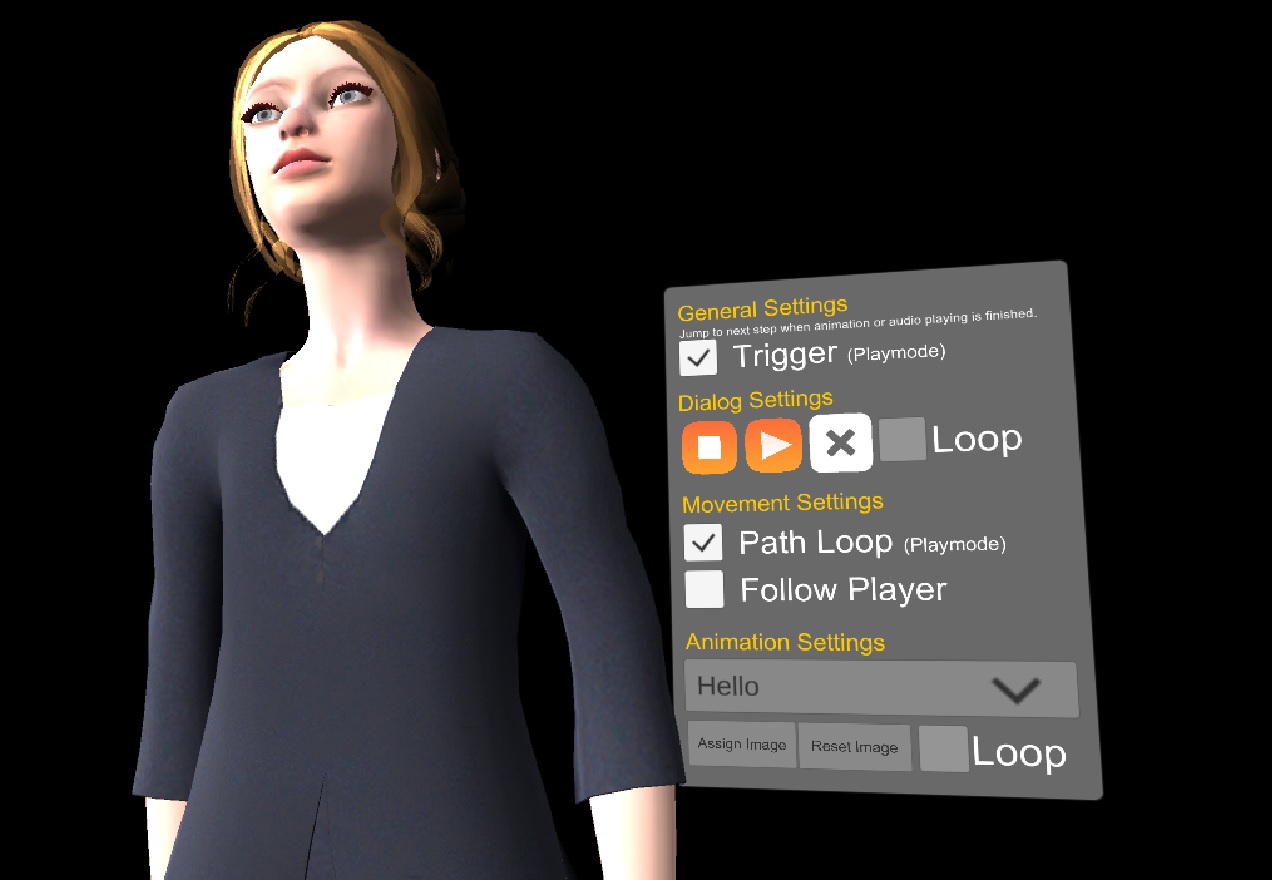 General Settings
Jump to next step when animation or audio playing is finished.
Trigger (Playmode)
Dialog Settings
Loop
Movement Settings
Path Loop (Playmode)
Follow Player
Animation Settings
Hello
Assign Image Reset Image Loop